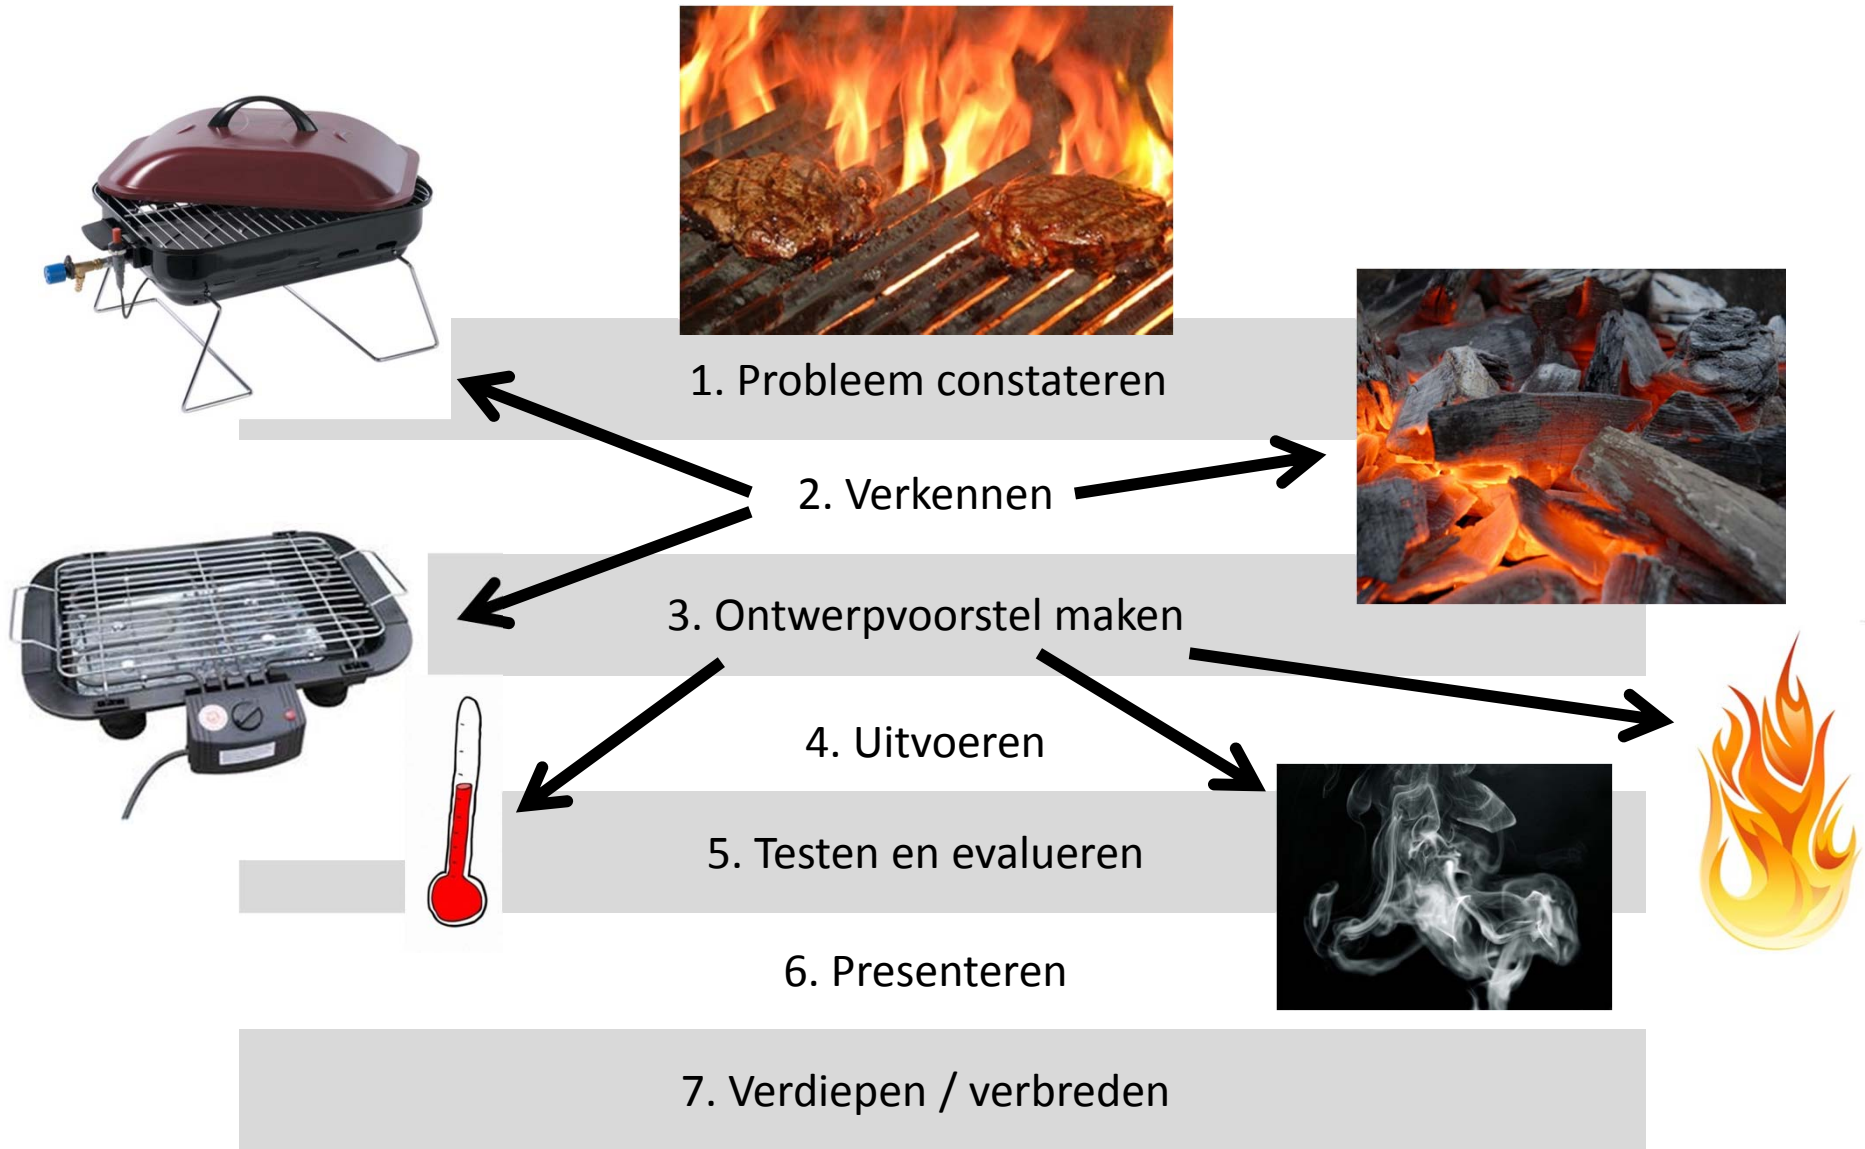 1. Probleem constateren
2. Verkennen
3. Ontwerpvoorstel maken
4. Uitvoeren
5. Testen en evalueren
6. Presenteren
7. Verdiepen / verbreden